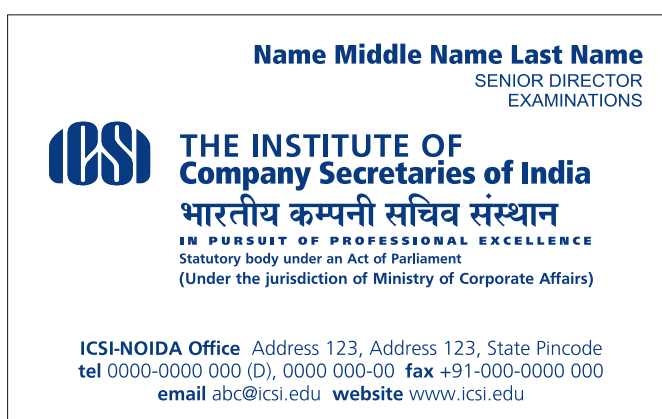 Name Middle Name Last Name
SENIOR DIRECTOR
EXAMINATIONS
ICSI
THE INSTITUTE OF
Company Secretaries of India
भारतीय कम्पनी सचिव संस्थान
IN PURSUIT OF PROFESSIONAL EXCELLENCE
Statutory body under an Act of Parliament
(Under the jurisdiction of Ministry of Corporate Affairs)
ICSI-NOIDA Office Address 123, Address 123, State Pincode
tel 0000-0000 000 (D), 0000 000-00 fax +91-000-0000 000
email abc@icsi.edu website www.icsi.edu